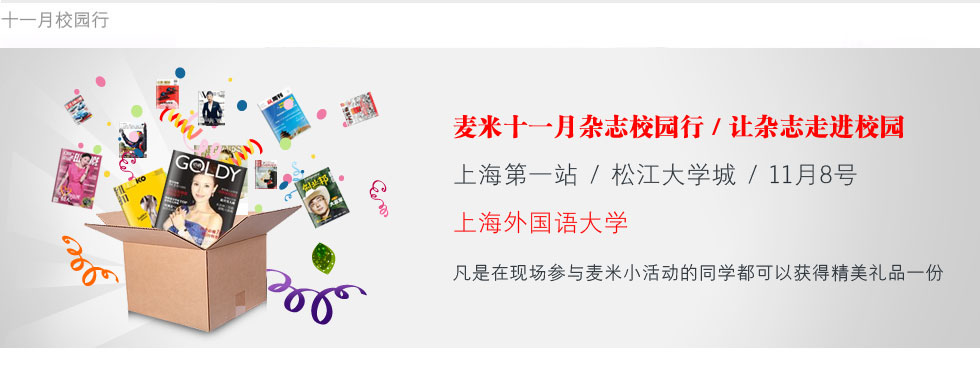 十一月校园行
麦米十一月杂志校园行 / 让杂志走进校园
上海第一站 / 松江大学城 / 11月8号
上海外国语大学
凡是在现场参与麦米小活动的同学都可以获得精美礼品一份
GOLDY
KO